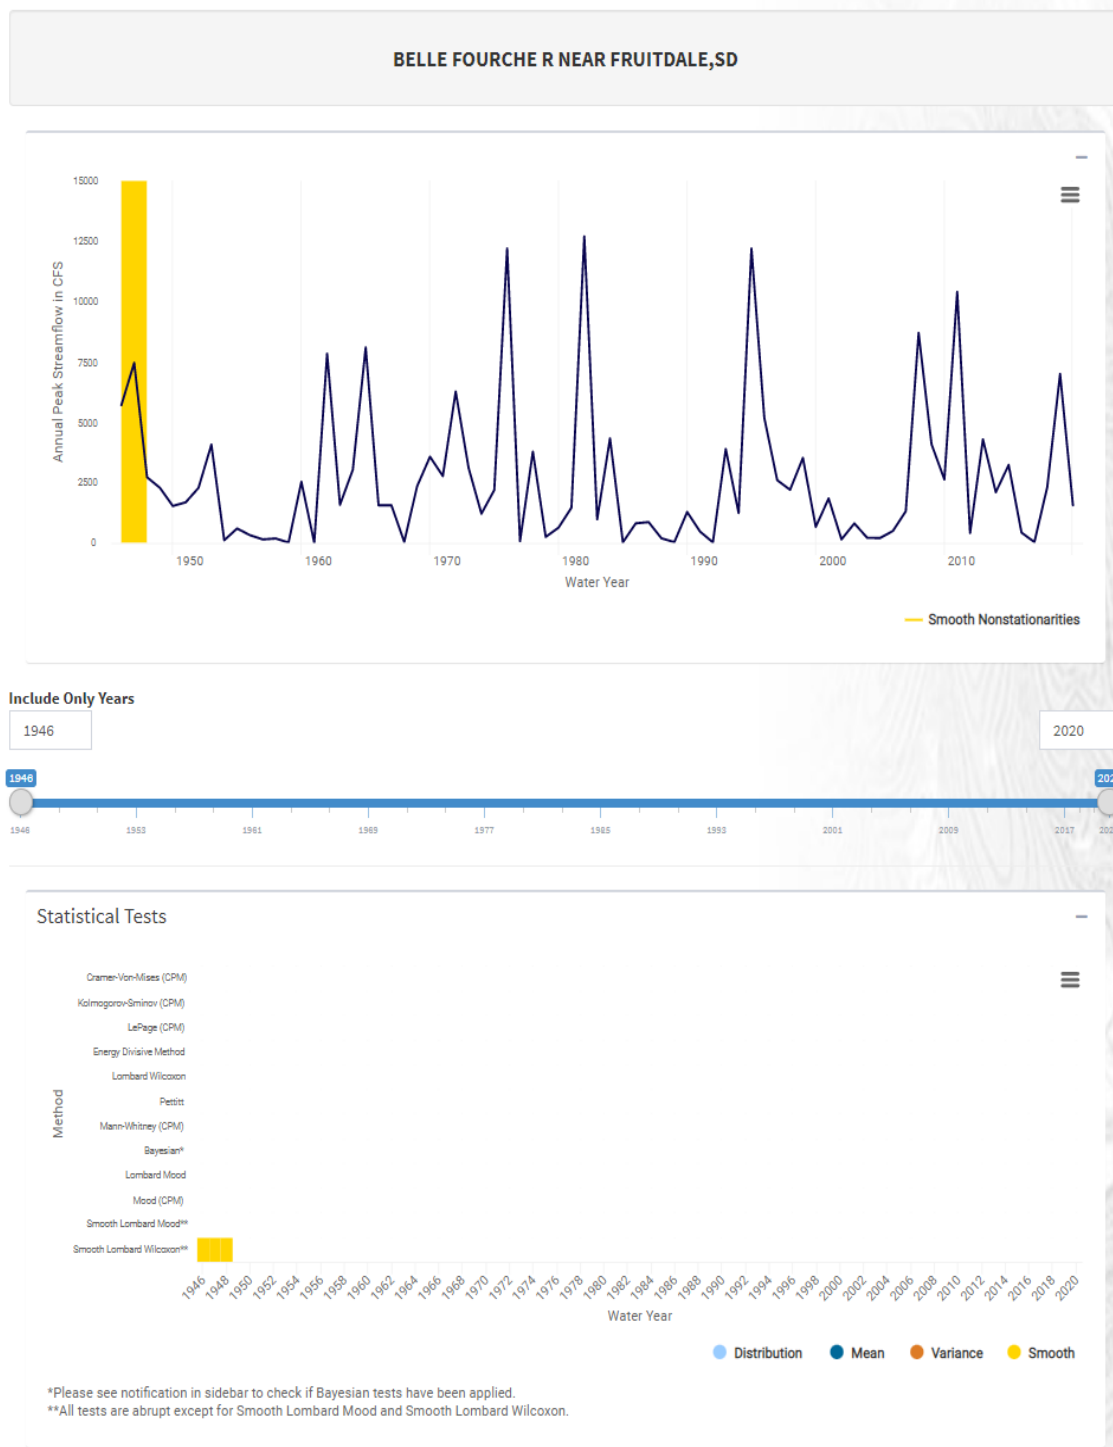 BELLE FOURCHE R NEAR FRUITDALE,SD
15000
12500
10000
7500
5000
2500
0
Annual Peak Streamflow in CFS
1950 1960 1970 1980 1990 2000 2010
Water Year
Smooth Nonstationarities
Include Only Years
1946 2020
1946 202
1946 1953 1961 1969 1977 1985 1993 2001 2009 2017 202
Statistical Tests
Method
Cramer-Von-Mises (CPM)
Kolmogorov-Smirnov (CPM)
LePage (CPM)
Energy Divisive Method
Lombard Wilcoxon
Pettitt
Mann-Whitney (CPM)
Bayesian*
Lombard Mood
Mood (CPM)
Smooth Lombard Mood**
Smooth Lombard Wilcoxon**
1946 1948 1950 1952 1954 1956 1958 1960 1962 1964 1966 1968 1970 1972 1974 1976 1978 1980 1982 1984 1986 1988 1990 1992 1994 1996 1998 2000 2002 2004 2006 2008 2010 2012 2014 2016 2018 2020
Water Year
Distribution Mean Variance Smooth
*Please see notification in sidebar to check if Bayesian tests have been applied.
**All tests are abrupt except for Smooth Lombard Mood and Smooth Lombard Wilcoxon.